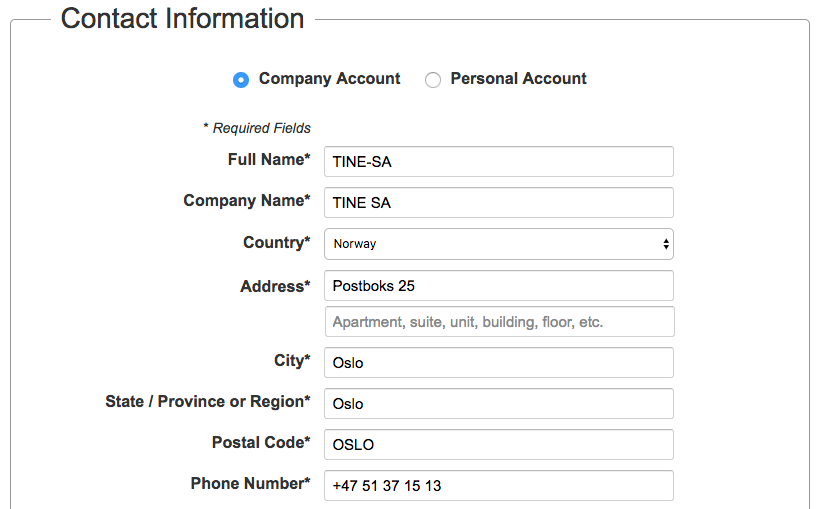 Contact Information
Company Account Personal Account
* Required Fields
Full Name* TINE-SA
Company Name* TINE SA
Country* Norway
Address* Postboks 25
Apartment, suite, unit, building, floor, etc.
City* Oslo
State / Province or Region* Oslo
Postal Code* OSLO
Phone Number* +47 51 37 15 13